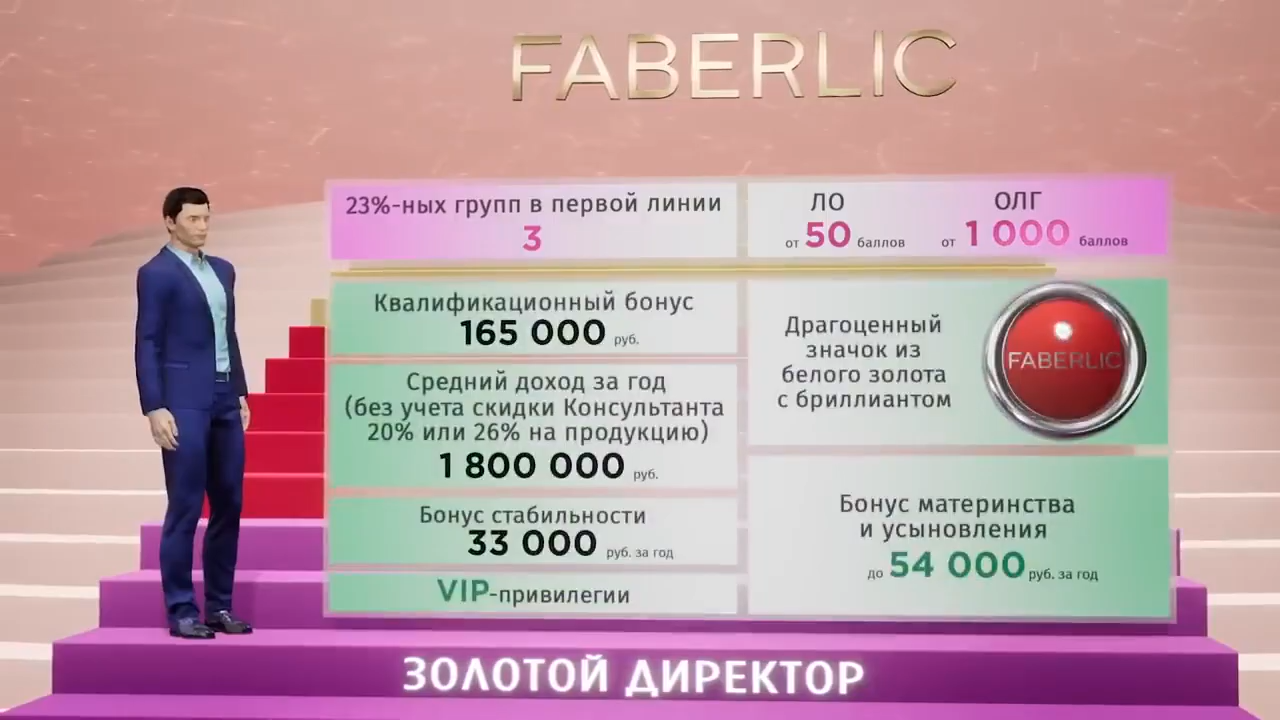 FABERLIC
23%-ных групп в первой линии
3
ЛО
от 50 баллов
ОЛГ
от 1 000 баллов
Квалификационный бонус
165 000 руб.
Средний доход за год
(без учета скидки Консультанта
20% или 26% на продукцию)
1 800 000 руб.
Бонус стабильности
33 000 руб. за год
VIP-привилегии
Драгоценный
значок из
белого золота
с бриллиантом
FABERLIC
Бонус материнства
и усыновления
до 54 000 руб. за год
ЗОЛОТОЙ ДИРЕКТОР